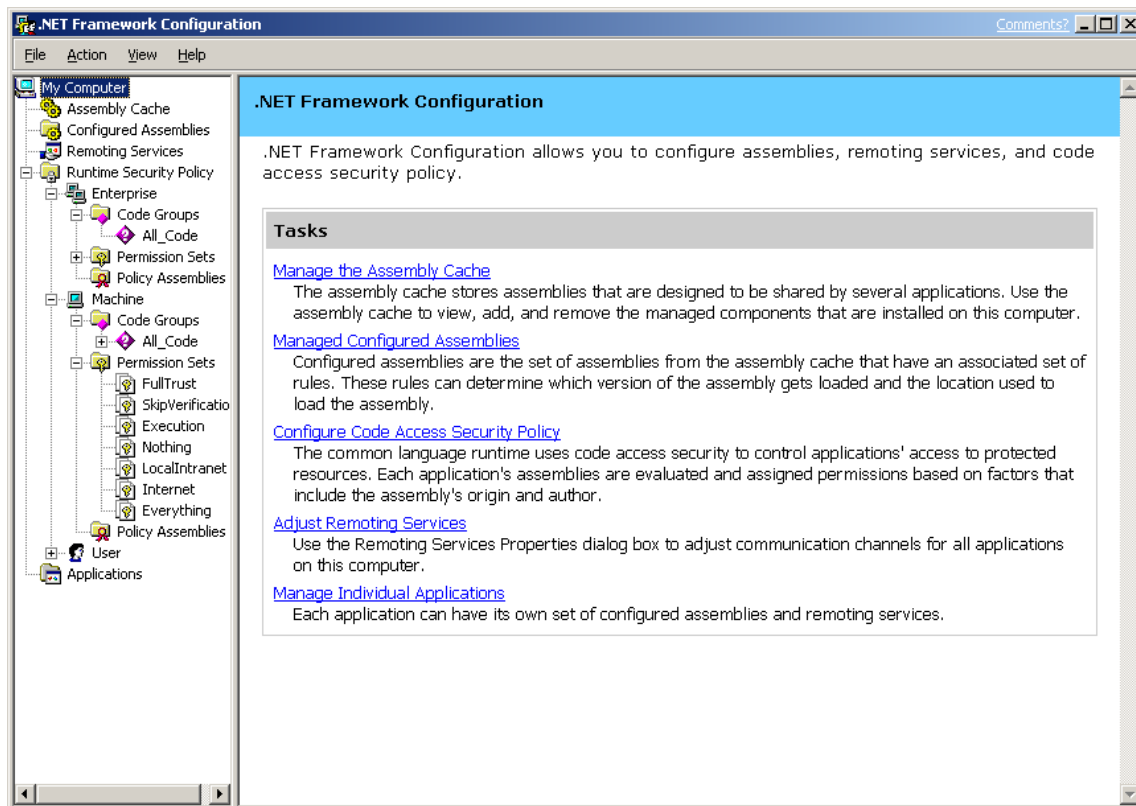 .NET Framework Configuration
Comments?
File Action View Help
My Computer
Assembly Cache
Configured Assemblies
Remoting Services
Runtime Security Policy
Enterprise
Code Groups
All_Code
Permission Sets
Policy Assemblies
Machine
Code Groups
All_Code
Permission Sets
FullTrust
SkipVerificatio
Execution
Nothing
LocalIntranet
Internet
Everything
Policy Assemblies
User
Applications
.NET Framework Configuration
.NET Framework Configuration allows you to configure assemblies, remoting services, and code
access security policy.
Tasks
Manage the Assembly Cache
The assembly cache stores assemblies that are designed to be shared by several applications. Use the
assembly cache to view, add, and remove the managed components that are installed on this computer.
Managed Configured Assemblies
Configured assemblies are the set of assemblies from the assembly cache that have an associated set of
rules. These rules can determine which version of the assembly gets loaded and the location used to
load the assembly.
Configure Code Access Security Policy
The common language runtime uses code access security to control applications' access to protected
resources. Each application's assemblies are evaluated and assigned permissions based on factors that
include the assembly's origin and author.
Adjust Remoting Services
Use the Remoting Services Properties dialog box to adjust communication channels for all applications
on this computer.
Manage Individual Applications
Each application can have its own set of configured assemblies and remoting services.